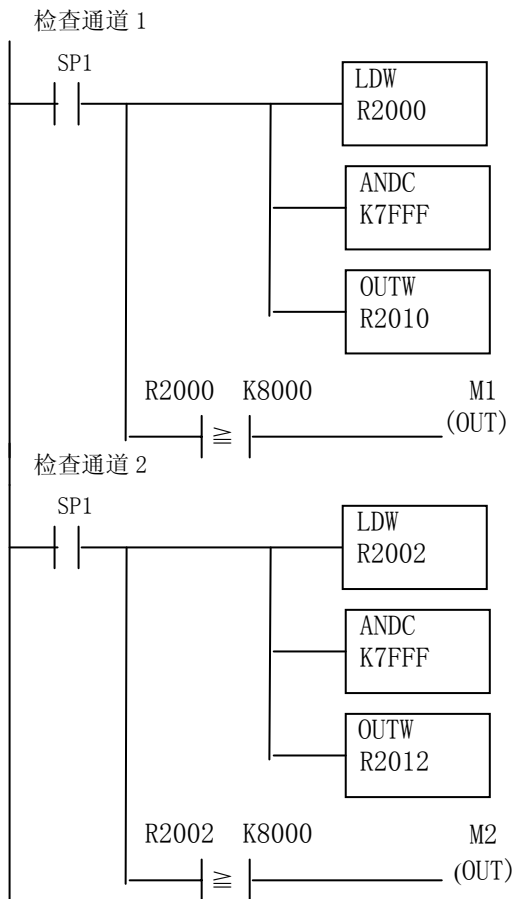 检查通道 1
SP1
LDW
R2000
ANDC
K7FFF
OUTW
R2010
R2000 K8000 M1
≧ (OUT)
检查通道 2
SP1
LDW
R2002
ANDC
K7FFF
OUTW
R2012
R2002 K8000 M2
≧ (OUT)